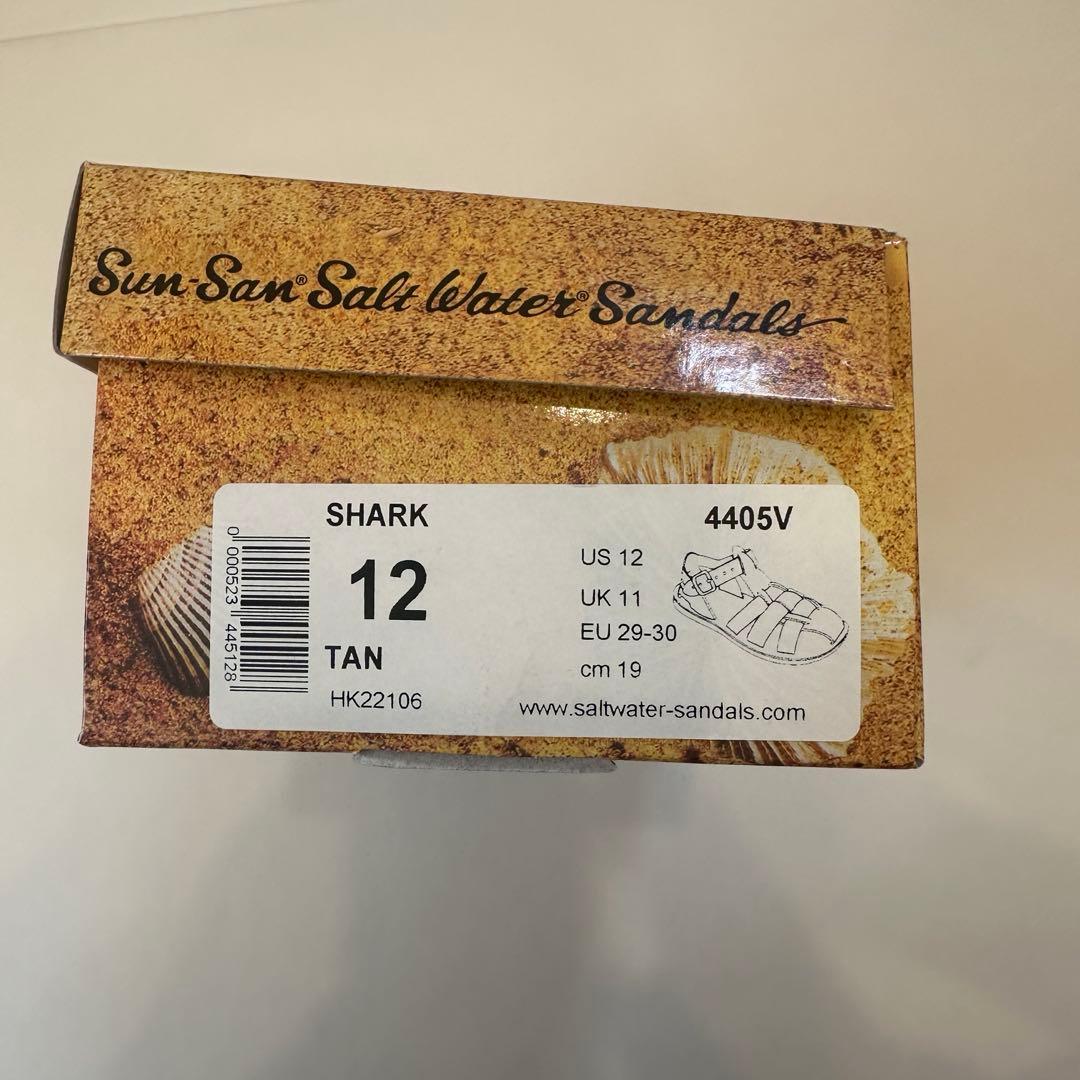 Sun-San® Salt Water® Sandals
SHARK
4405V
12
TAN
HK22106
US 12
UK 11
EU 29-30
cm 19
www.saltwater-sandals.com
0 000523 445128